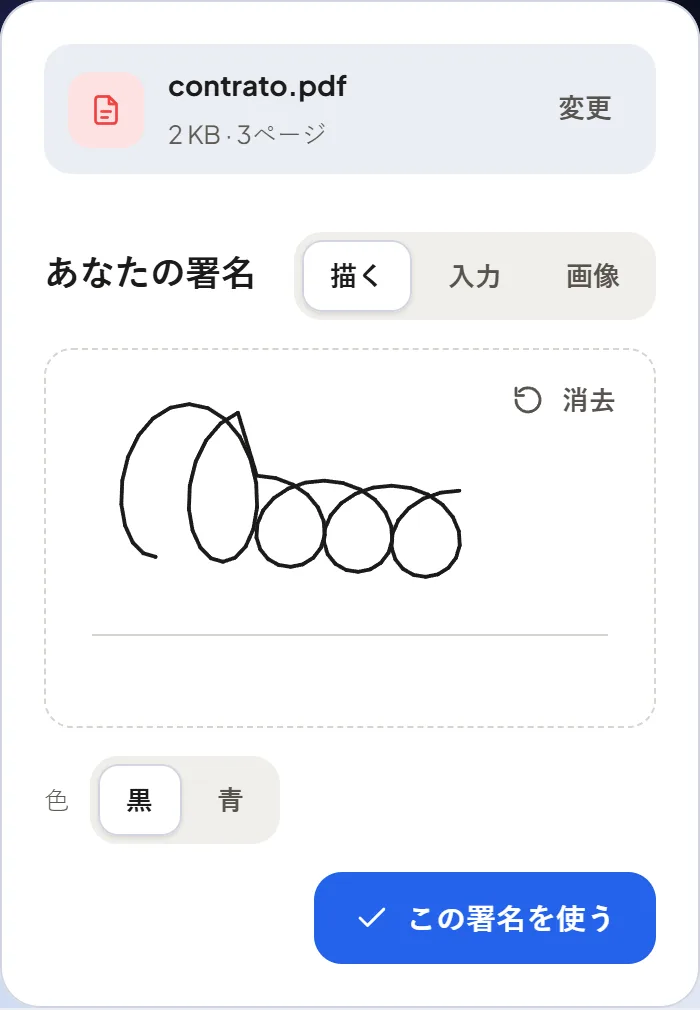 contrato.pdf
2 KB · 3ページ
変更
あなたの署名
描く
入力
画像
消去
色
黒
青
この署名を使う